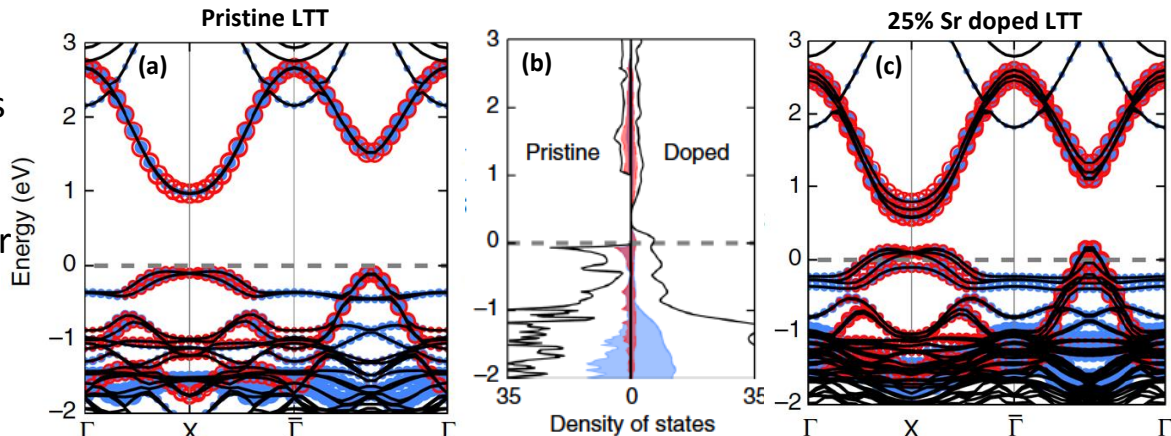 Pristine LTT
25% Sr doped LTT
s
r
Energy (eV)
3
2
1
0
−1
−2
(a)
Γ
X
Γ̅
Γ
(b)
3
2
1
0
−1
−2
Pristine
Doped
35
0
35
Density of states
(c)
3
2
1
0
−1
−2
Γ
X
Γ̅
Γ